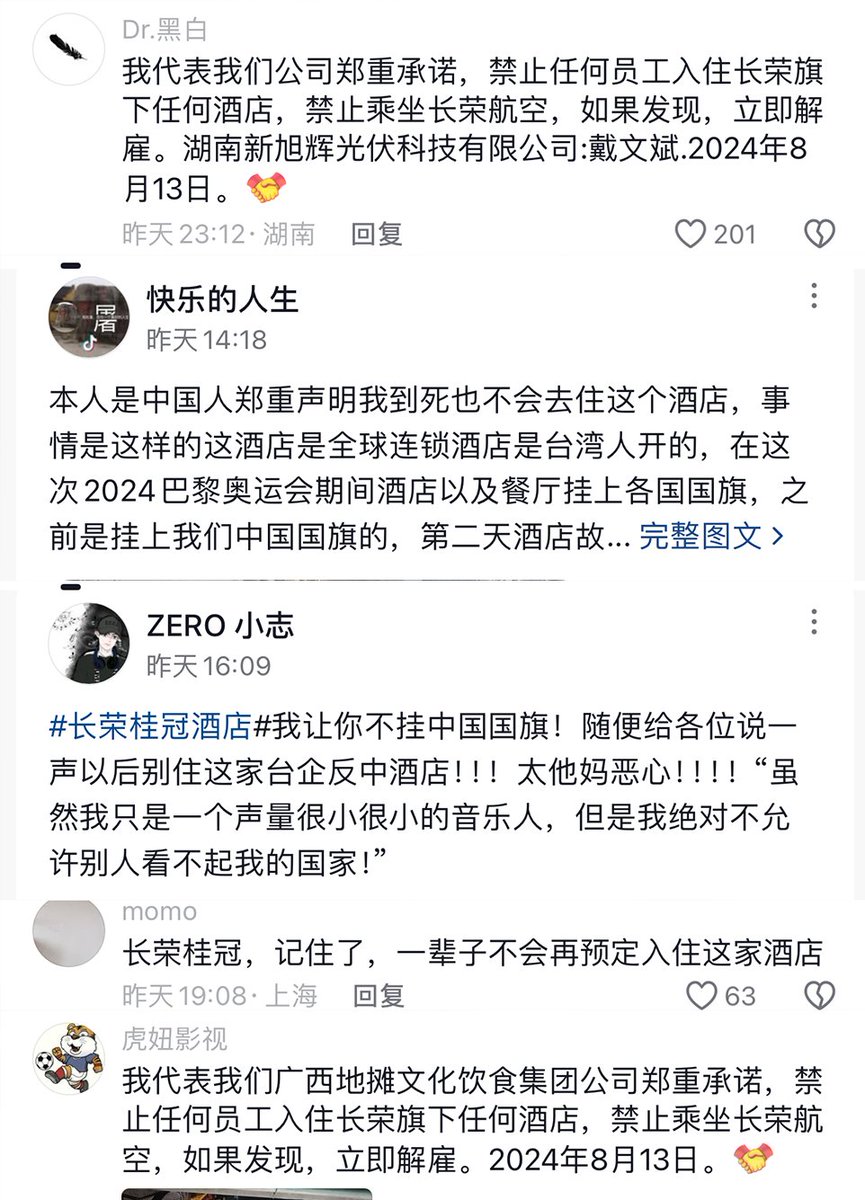 Dr.黑白
我代表我们公司郑重承诺，禁止任何员工入住长荣旗
下任何酒店，禁止乘坐长荣航空，如果发现，立即解
雇。湖南新旭辉光伏科技有限公司:戴文斌.2024年8
月13日。🤝
昨天 23:12·湖南 回复 201
快乐的人生
昨天 14:18
本人是中国人郑重声明我到死也不会去住这个酒店，事
情是这样的这酒店是全球连锁酒店是台湾人开的，在这
次2024巴黎奥运会期间酒店以及餐厅挂上各国国旗，之
前是挂上我们中国国旗的，第二天酒店故... 完整图文 >
ZERO 小志
昨天 16:09
#长荣桂冠酒店#我让你不挂中国国旗！随便给各位说一
声以后别住这家台企反中酒店!!! 太他妈恶心!!!! “虽
然我只是一个声量很小很小的音乐人，但是我绝对不允
许别人看不起我的国家!”
momo
长荣桂冠，记住了，一辈子不会再预定入住这家酒店
昨天 19:08·上海 回复 63
虎妞影视
我代表我们广西地摊文化饮食集团公司郑重承诺，禁
止任何员工入住长荣旗下任何酒店，禁止乘坐长荣航
空，如果发现，立即解雇。2024年8月13日。🤝